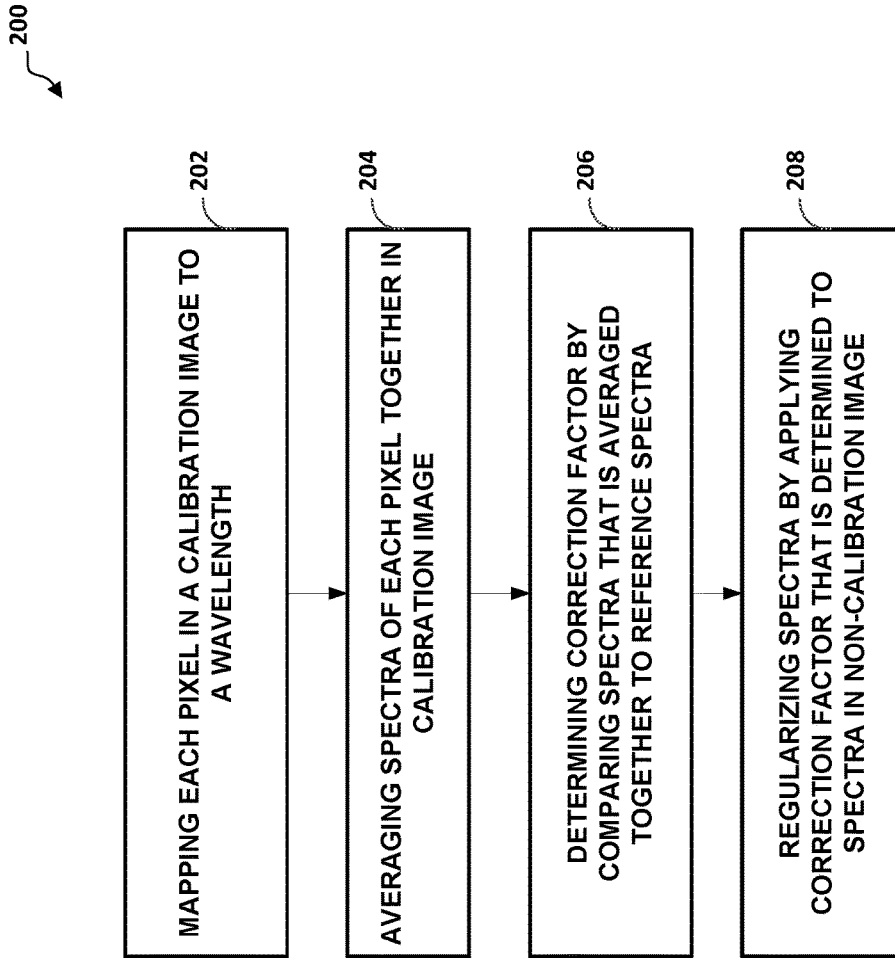 200
202
MAPPING EACH PIXEL IN A CALIBRATION IMAGE TO
A WAVELENGTH
204
AVERAGING SPECTRA OF EACH PIXEL TOGETHER IN
CALIBRATION IMAGE
206
DETERMINING CORRECTION FACTOR BY
COMPARING SPECTRA THAT IS AVERAGED
TOGETHER TO REFERENCE SPECTRA
208
REGULARIZING SPECTRA BY APPLYING
CORRECTION FACTOR THAT IS DETERMINED TO
SPECTRA IN NON-CALIBRATION IMAGE